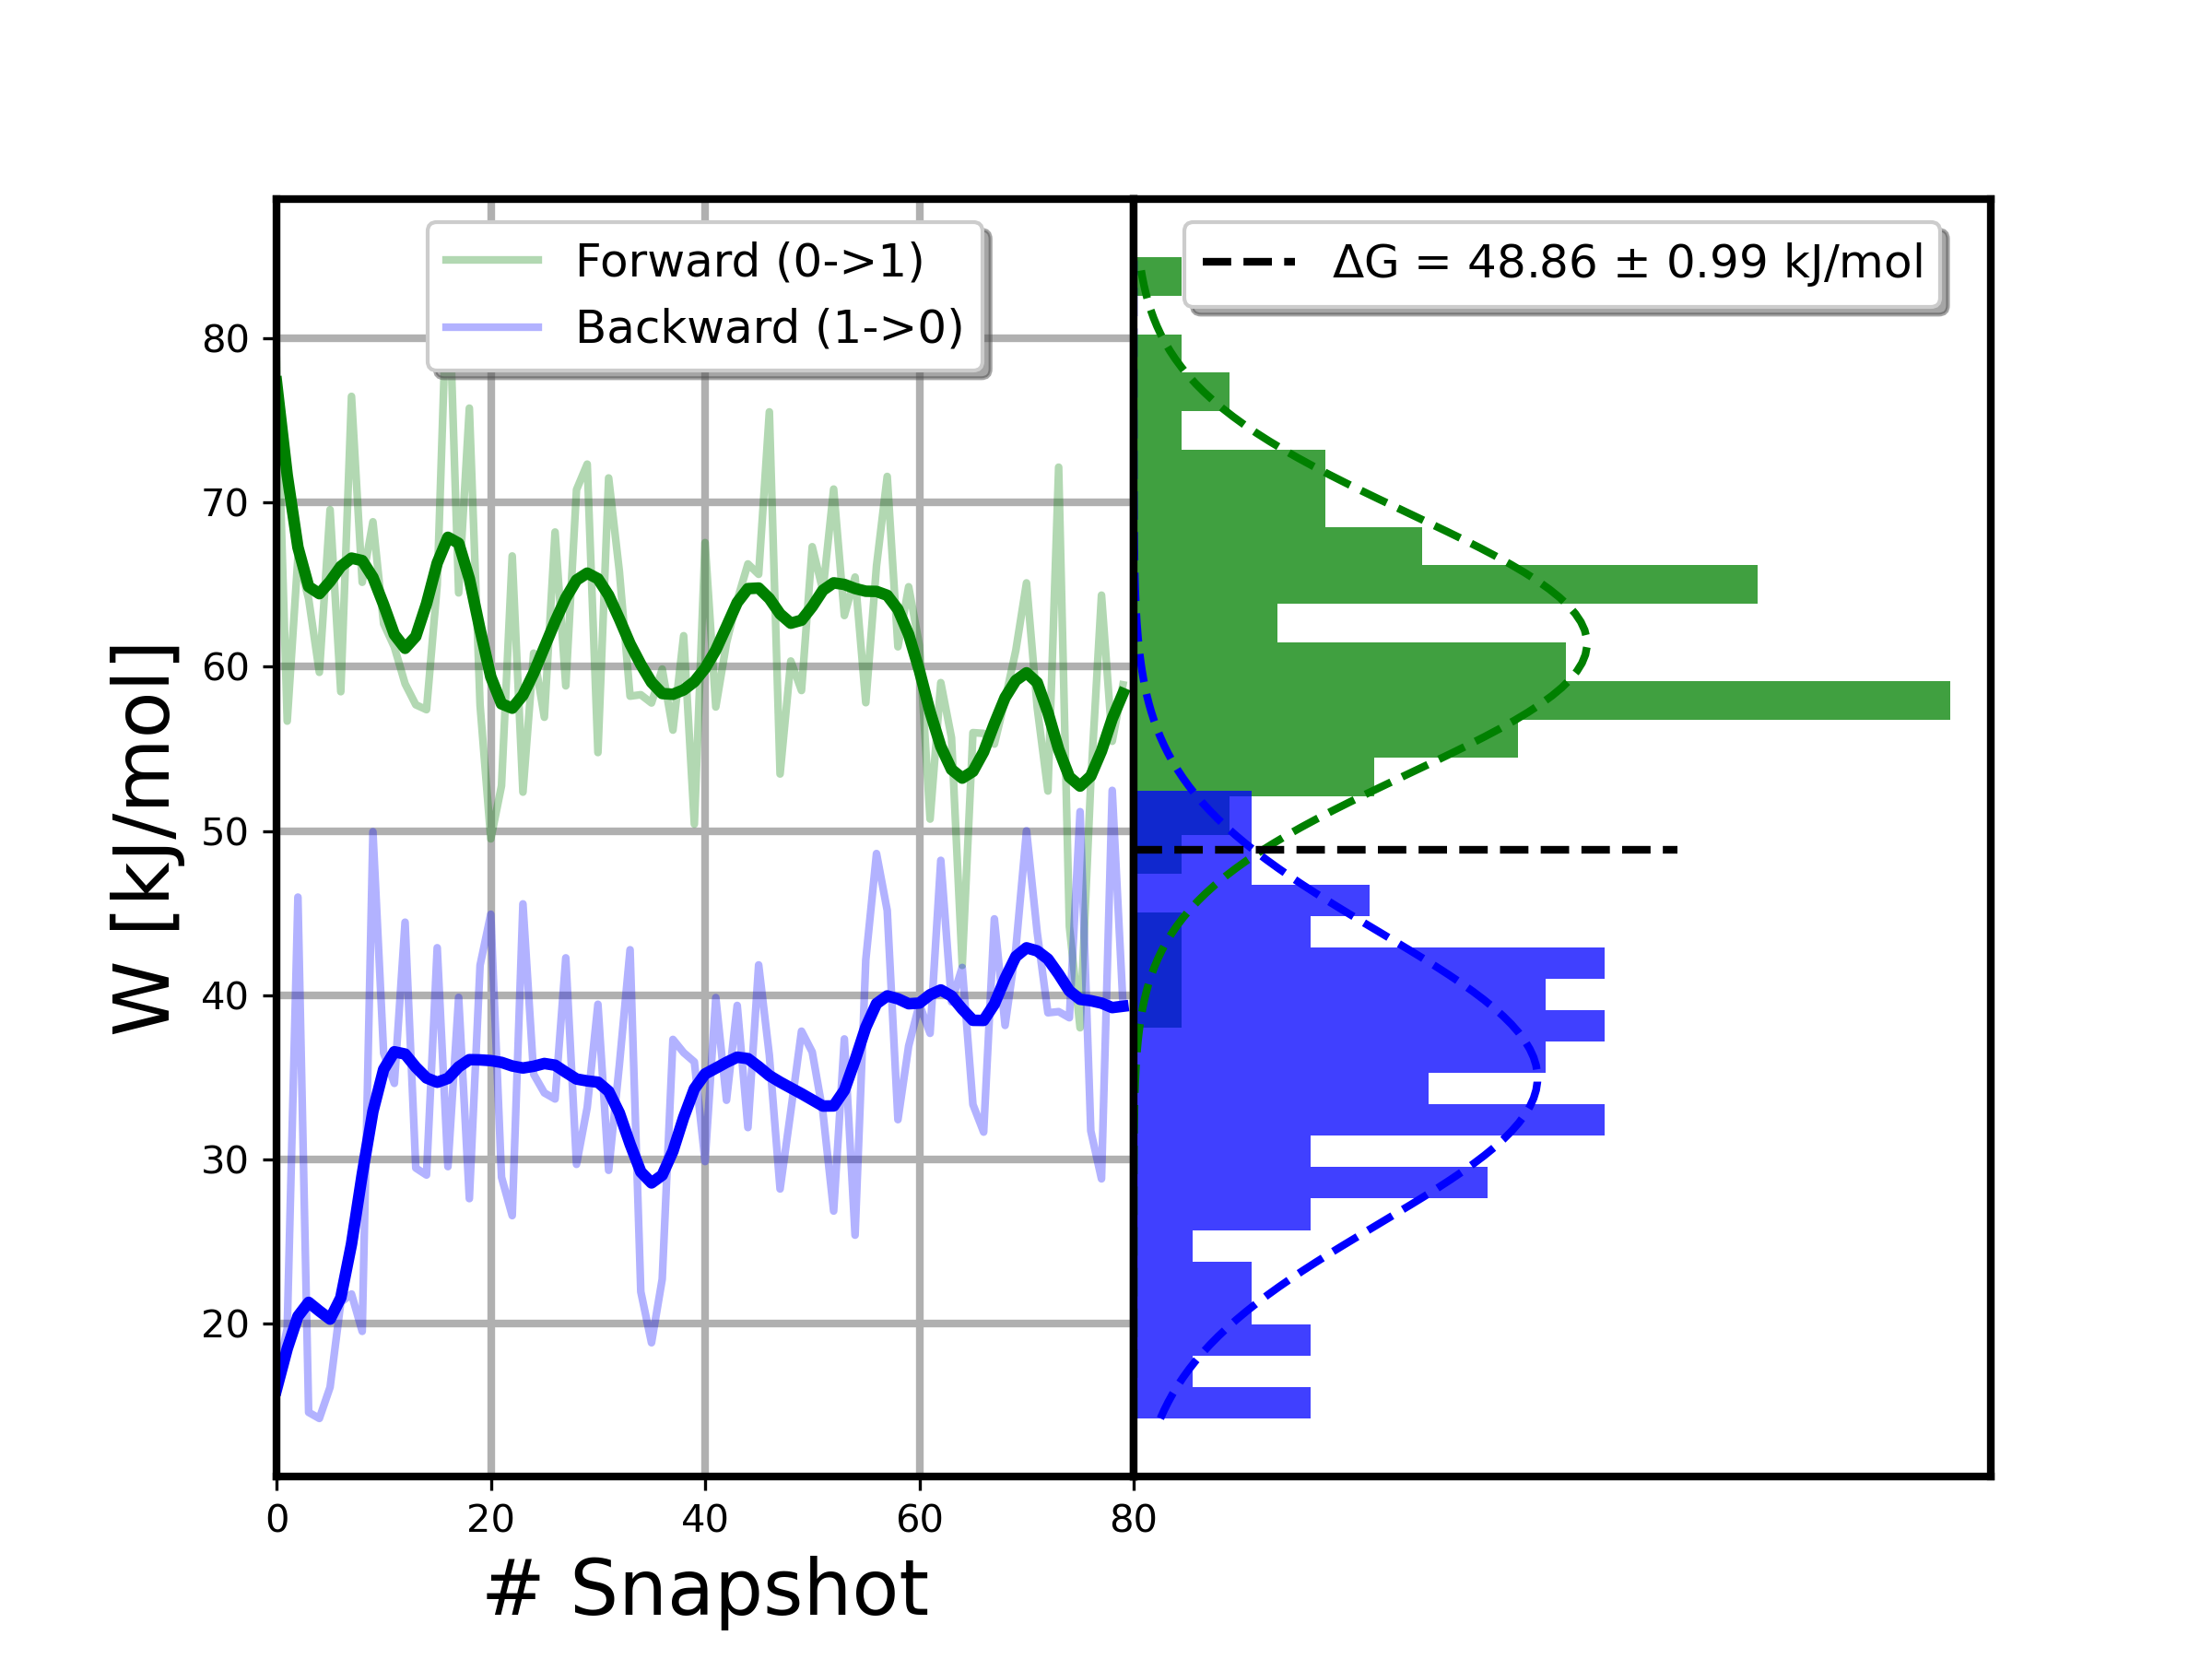 Forward (0->1)
Backward (1->0)
ΔG = 48.86 ± 0.99 kJ/mol
W [kJ/mol]
80
70
60
50
40
30
20
0 20 40 60 80
# Snapshot